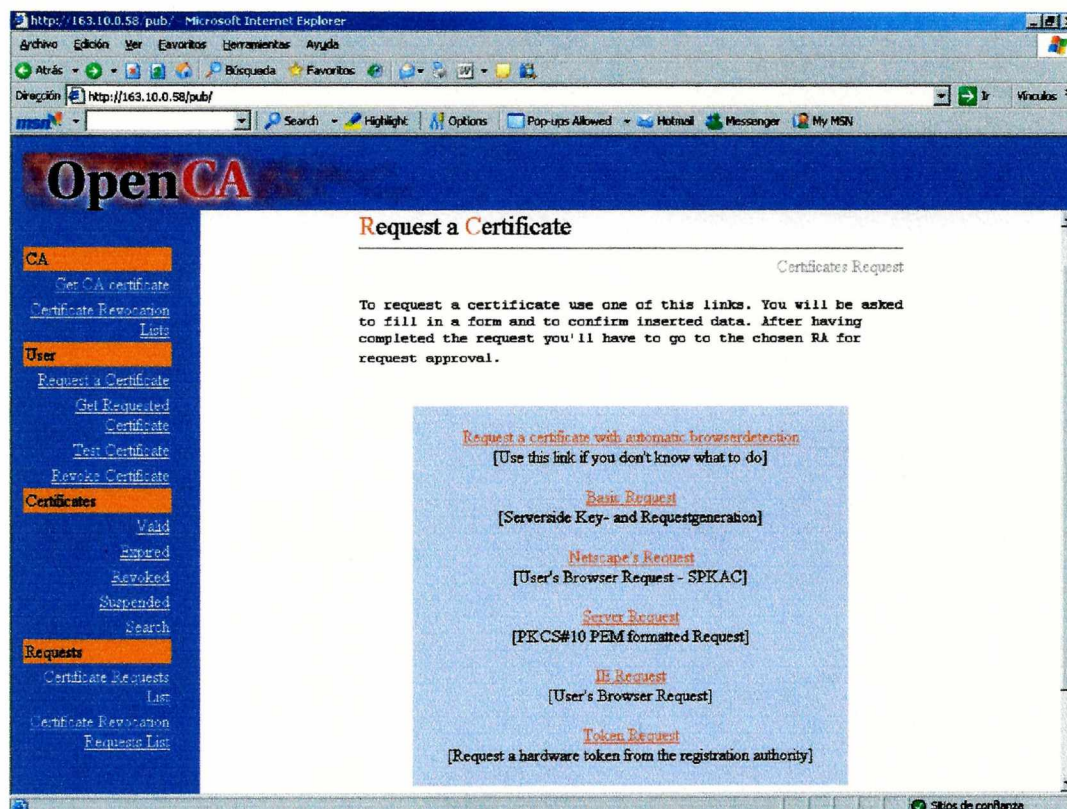 http://163.10.0.58/pub/ - Microsoft Internet Explorer
Archivo Edición Ver Favoritos Herramientas Ayuda
Atrás Búsqueda Favoritos
Dirección http://163.10.0.58/pub/ Ir Vínculos
msn Search Highlight Options Pop-ups Allowed Hotmail Messenger My MSN
OpenCA
CA
Get CA certificate
Certificate Revocation
Lists
User
Request a Certificate
Get Requested
Certificate
Test Certificate
Revoke Certificate
Certificates
Valid
Expired
Revoked
Suspended
Search
Requests
Certificate Requests
List
Certificate Revocation
Requests List
Request a Certificate
Certificates Request
To request a certificate use one of this links. You will be asked
to fill in a form and to confirm inserted data. After having
completed the request you'll have to go to the chosen RA for
request approval.
Request a certificate with automatic browserdetection
[Use this link if you don't know what to do]
Basic Request
[Serverside Key- and Requestgeneration]
Netscape's Request
[User's Browser Request - SPKAC]
Server Request
[PKCS#10 PEM formatted Request]
IE Request
[User's Browser Request]
Token Request
[Request a hardware token from the registration authority]
Sitios de confianza